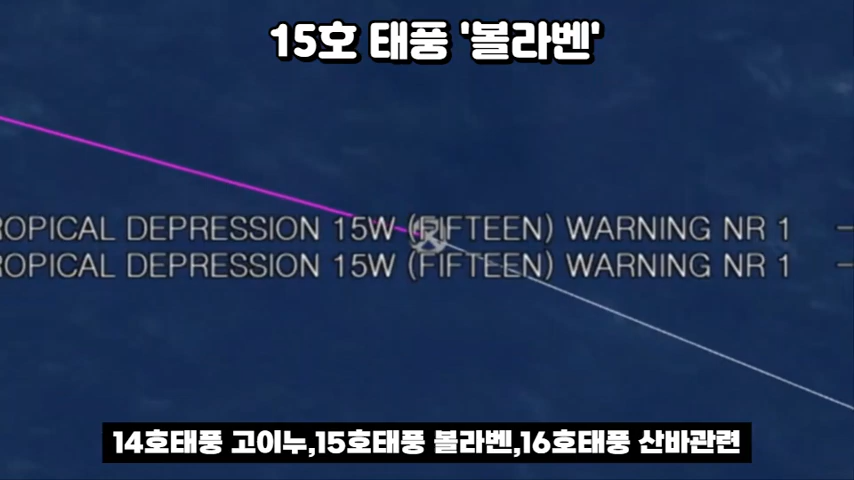 15호 태풍 '볼라벤'
ROPICAL DEPRESSION 15W (FIFTEEN) WARNING NR 1 –
ROPICAL DEPRESSION 15W (FIFTEEN) WARNING NR 1 –
14호태풍 고이누,15호태풍 볼라벤,16호태풍 산바관련